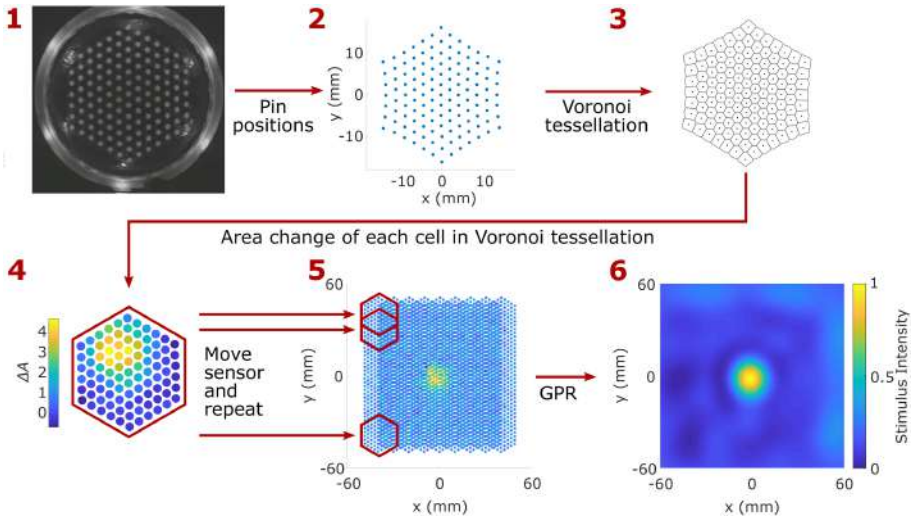 1
2
3
10
0
-10
y (mm)
-10 0 10
x (mm)
Pin
positions
Voronoi
tessellation
Area change of each cell in Voronoi tessellation
4
5
6
4
3
2
1
0
ΔA
Move
sensor
and
repeat
60
0
-60
y (mm)
-60 0 60
x (mm)
GPR
60
0
-60
y (mm)
-60 0 60
x (mm)
1
0.5
0
Stimulus Intensity